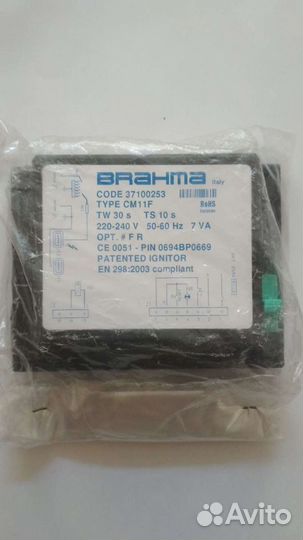 BRAHMA Italy
CODE 37100253
TYPE CM11F
RoHS
TW 30 s TS 10 s
220-240 V 50-60 Hz 7 VA
OPT. # F R
CE 0051 - PIN 0694BP0669
PATENTED IGNITOR
EN 298:2003 compliant
Avito